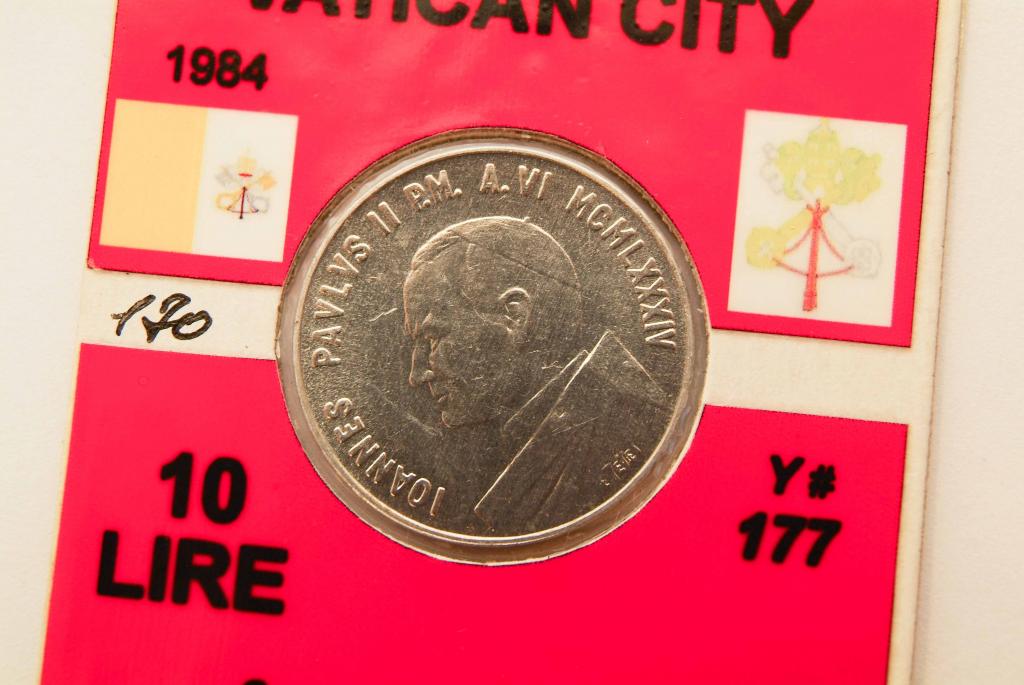 VATICAN CITY
1984
IOANNES PAVLVS II P.M. A.VI MCMLXXXIV
170
10
LIRE
Y#
177